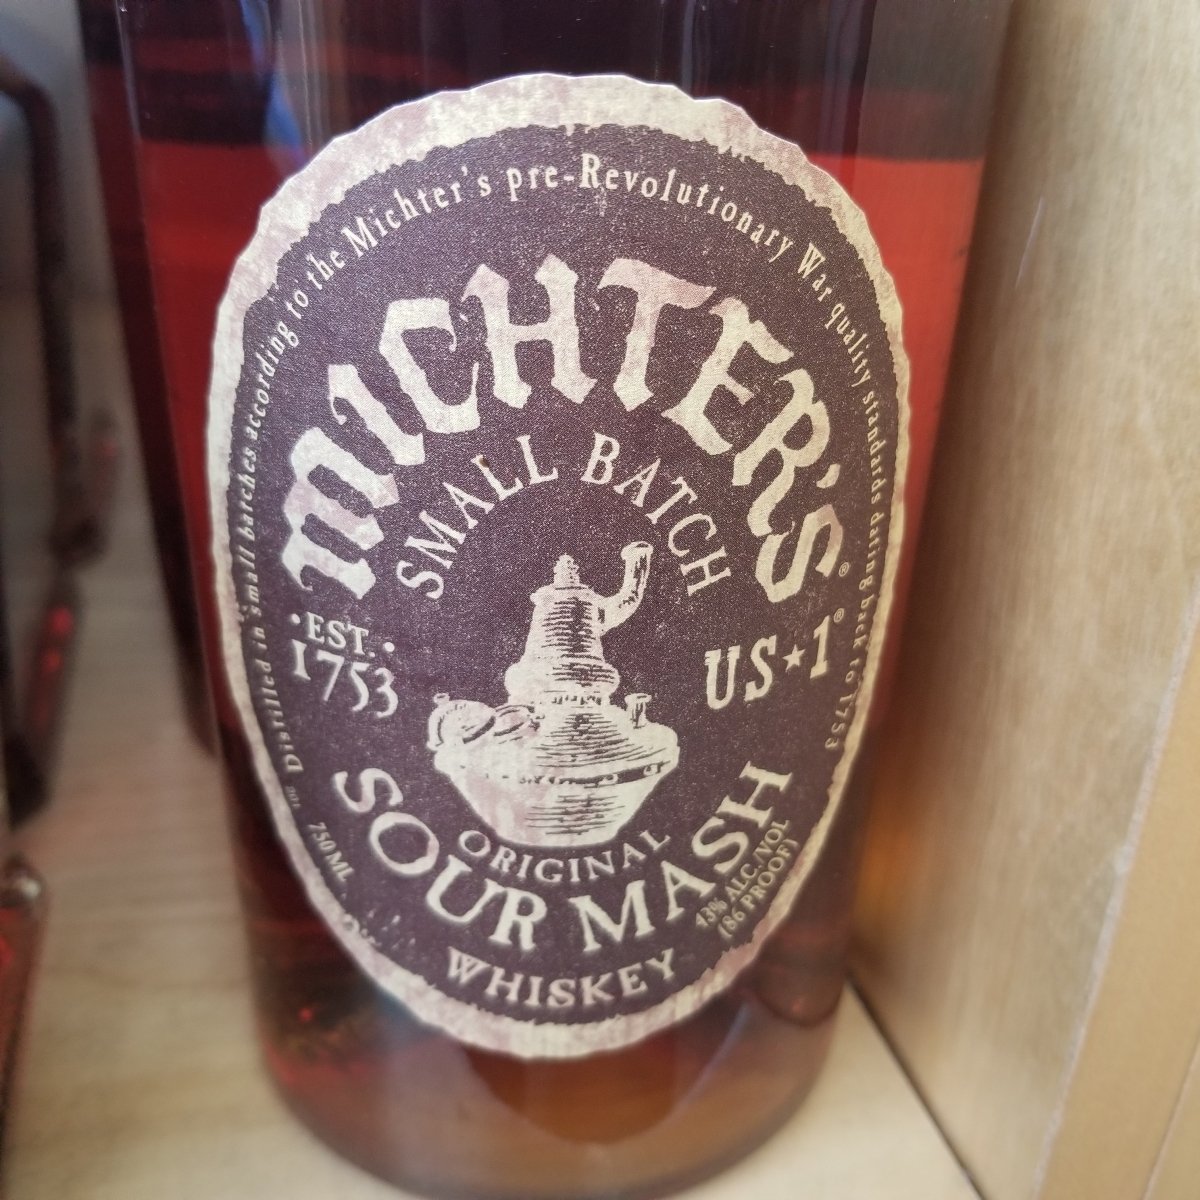 Distilled in small batches according to the Michter's pre-Revolutionary War quality standards dating back to 1753
MICHTER'S®
SMALL BATCH
·EST.·
1753
US★1®
ORIGINAL
SOUR MASH
WHISKEY
750 ML
43% ALC./VOL
(86 PROOF)